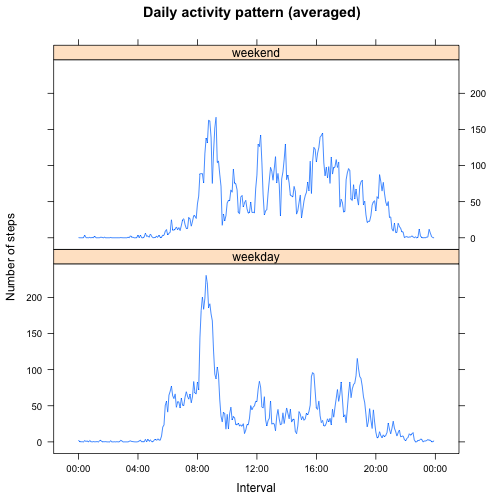 Daily activity pattern (averaged)
weekend
200
150
100
50
0
weekday
200
150
100
50
0
Number of steps
00:00 04:00 08:00 12:00 16:00 20:00 00:00
Interval